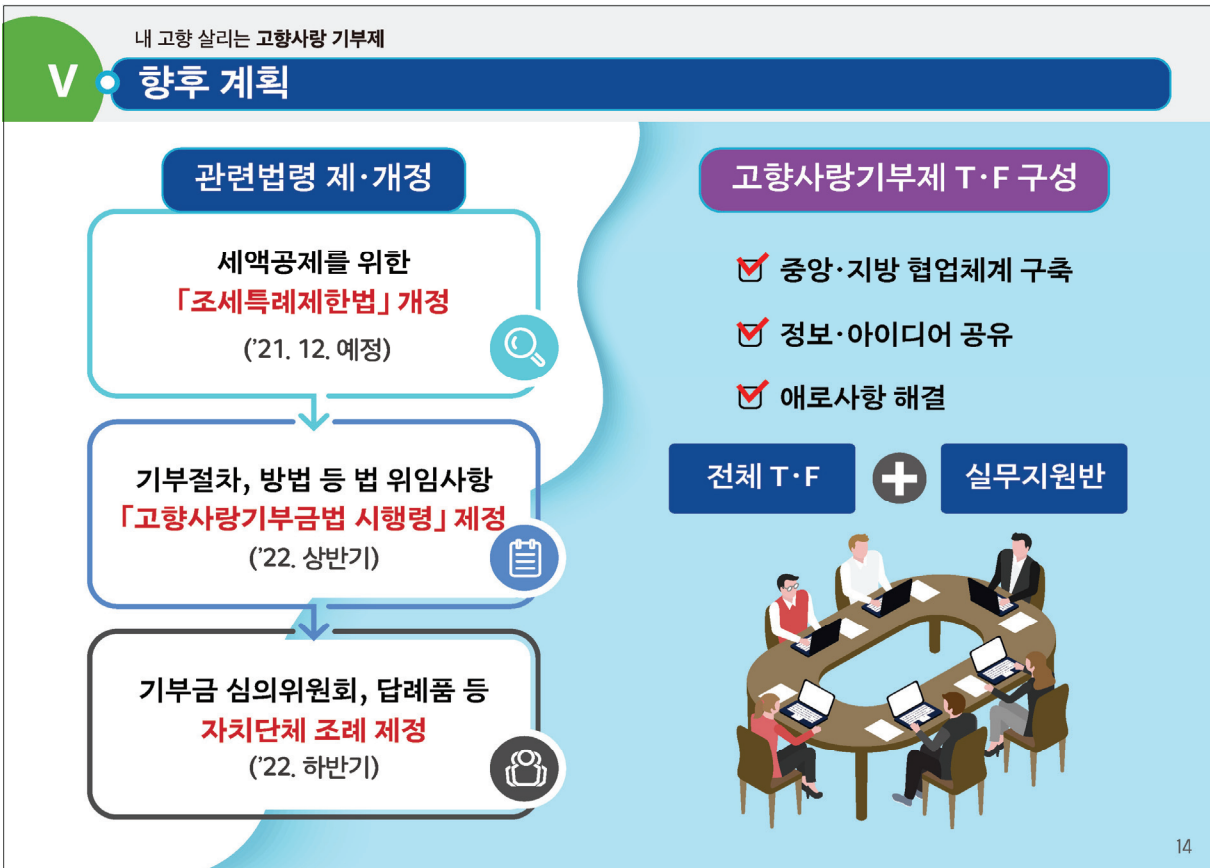 내 고향 살리는 고향사랑 기부제
V 향후 계획
관련법령 제·개정
세액공제를 위한
「조세특례제한법」 개정
(’21. 12. 예정)
기부절차, 방법 등 법 위임사항
「고향사랑기부금법 시행령」 제정
(’22. 상반기)
기부금 심의위원회, 답례품 등
자치단체 조례 제정
(’22. 하반기)
고향사랑기부제 T·F 구성
중앙·지방 협업체계 구축
정보·아이디어 공유
애로사항 해결
전체 T·F
실무지원반
14